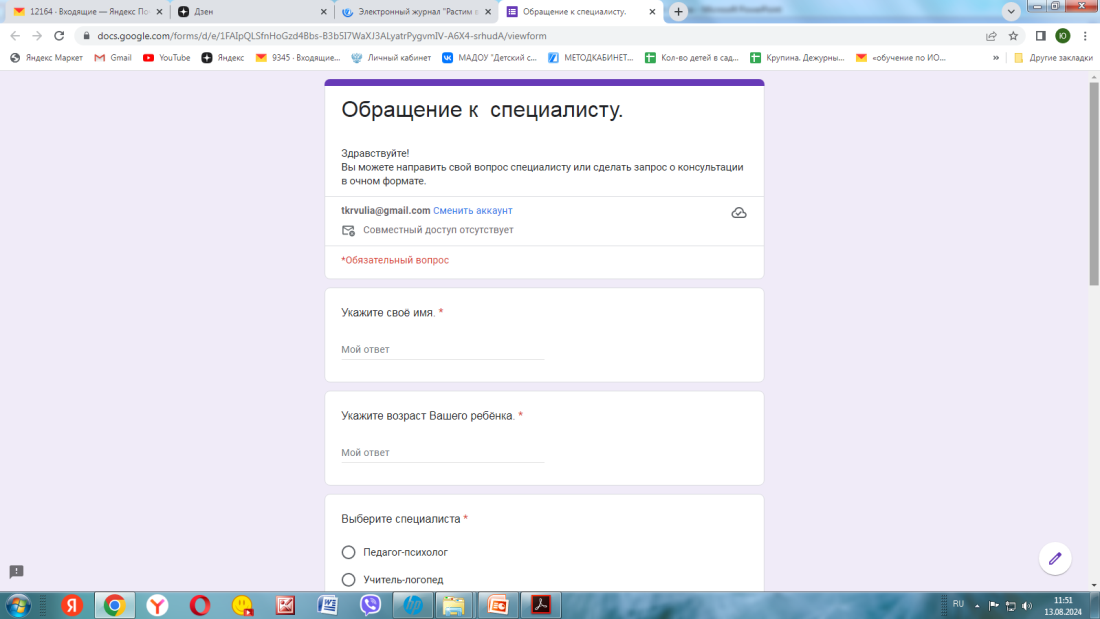 12164 · Входящие — Яндекс По
Дзен
Электронный журнал "Растим в
Обращение к специалисту.
docs.google.com/forms/d/e/1FAIpQLSfnHoGzd4Bbs-B3b5I7WaXJ3ALyatrPygvmIV-A6X4-srhudA/viewform
Ю
Яндекс Маркет
Gmail
YouTube
Яндекс
9345 · Входящие...
Личный кабинет
МАДОУ "Детский с...
МЕТОДКАБИНЕТ...
Кол-во детей в сад...
Крупина. Дежурны...
«обучение по ИО...
»
Другие закладки
Обращение к специалисту.
Здравствуйте!
Вы можете направить свой вопрос специалисту или сделать запрос о консультации
в очном формате.
tkrvulia@gmail.com Сменить аккаунт
Совместный доступ отсутствует
*Обязательный вопрос
Укажите своё имя. *
Мой ответ
Укажите возраст Вашего ребёнка. *
Мой ответ
Выберите специалиста *
Педагог-психолог
Учитель-логопед
RU
11:51
13.08.2024